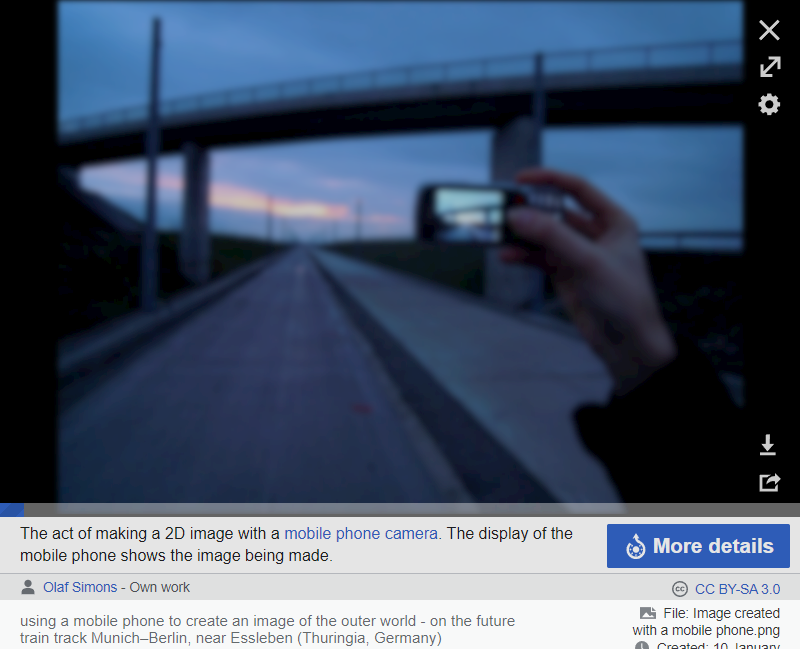 The act of making a 2D image with a mobile phone camera. The display of the
mobile phone shows the image being made.
More details
Olaf Simons - Own work
CC BY-SA 3.0
using a mobile phone to create an image of the outer world - on the future
train track Munich–Berlin, near Essleben (Thuringia, Germany)
File: Image created
with a mobile phone.png
Created: 10 January